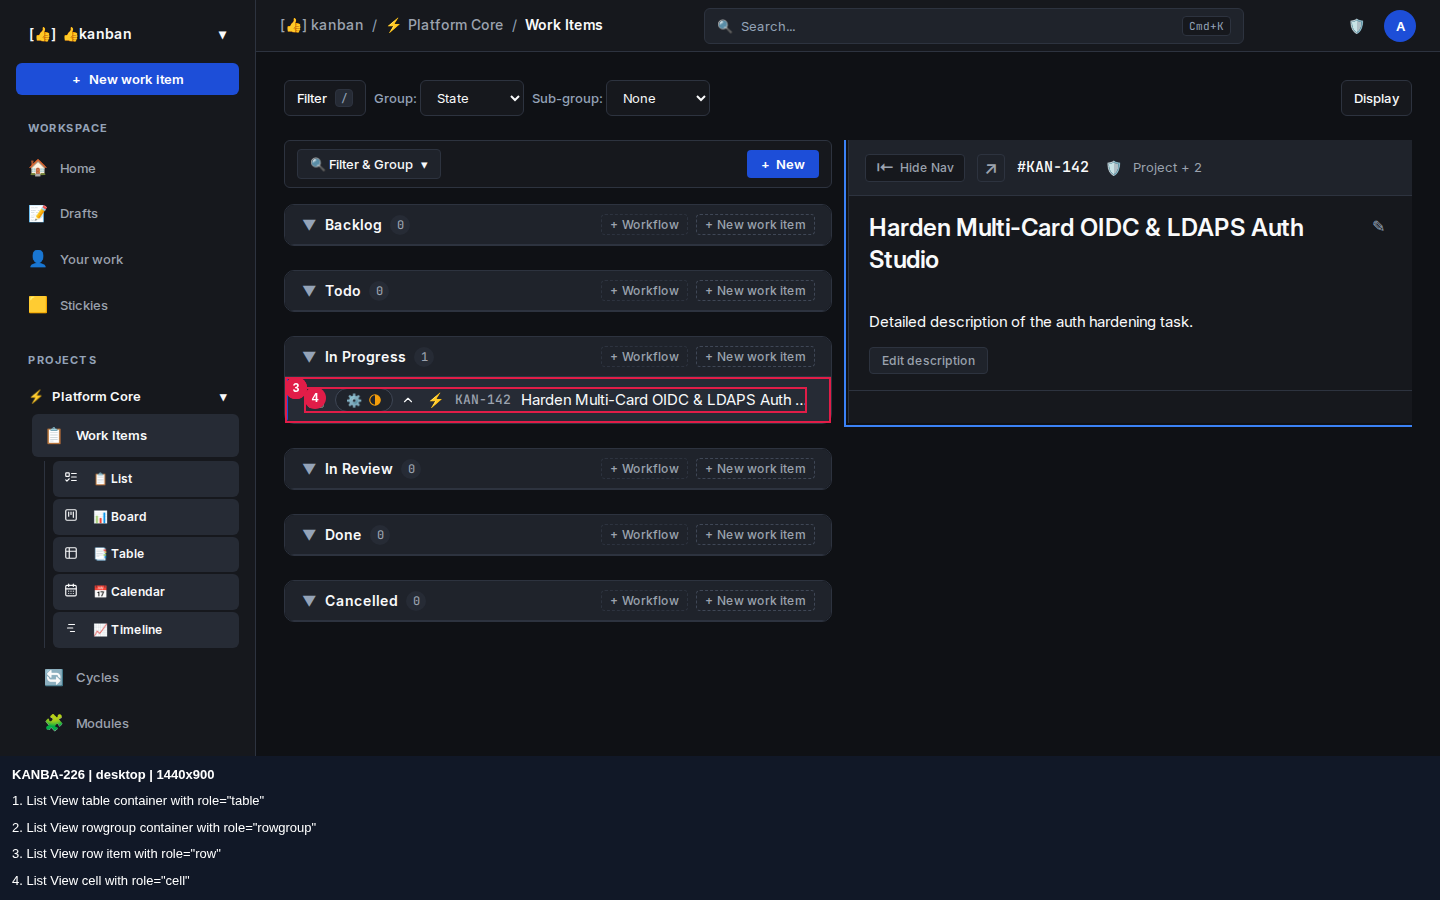 [👍] 👍kanban ▼
+ New work item
WORKSPACE
🏠 Home
📝 Drafts
👤 Your work
🟨 Stickies
PROJECTS
⚡ Platform Core ▼
📋 Work Items
📋 List
📊 Board
📑 Table
📅 Calendar
📈 Timeline
🔄 Cycles
🧩 Modules
[👍] kanban / ⚡ Platform Core / Work Items
🔍 Search... Cmd+K
🛡️ A
Filter / Group: State Sub-group: None Display
🔍 Filter & Group ▼ + New
▼ Backlog 0 + Workflow + New work item
▼ Todo 0 + Workflow + New work item
▼ In Progress 1 + Workflow + New work item
3 4 ⚡ KAN-142 Harden Multi-Card OIDC & LDAPS Auth ...
▼ In Review 0 + Workflow + New work item
▼ Done 0 + Workflow + New work item
▼ Cancelled 0 + Workflow + New work item
Hide Nav #KAN-142 🛡️ Project + 2
Harden Multi-Card OIDC & LDAPS Auth
Studio
Detailed description of the auth hardening task.
Edit description
KANBA-226 | desktop | 1440x900
1. List View table container with role="table"
2. List View rowgroup container with role="rowgroup"
3. List View row item with role="row"
4. List View cell with role="cell"